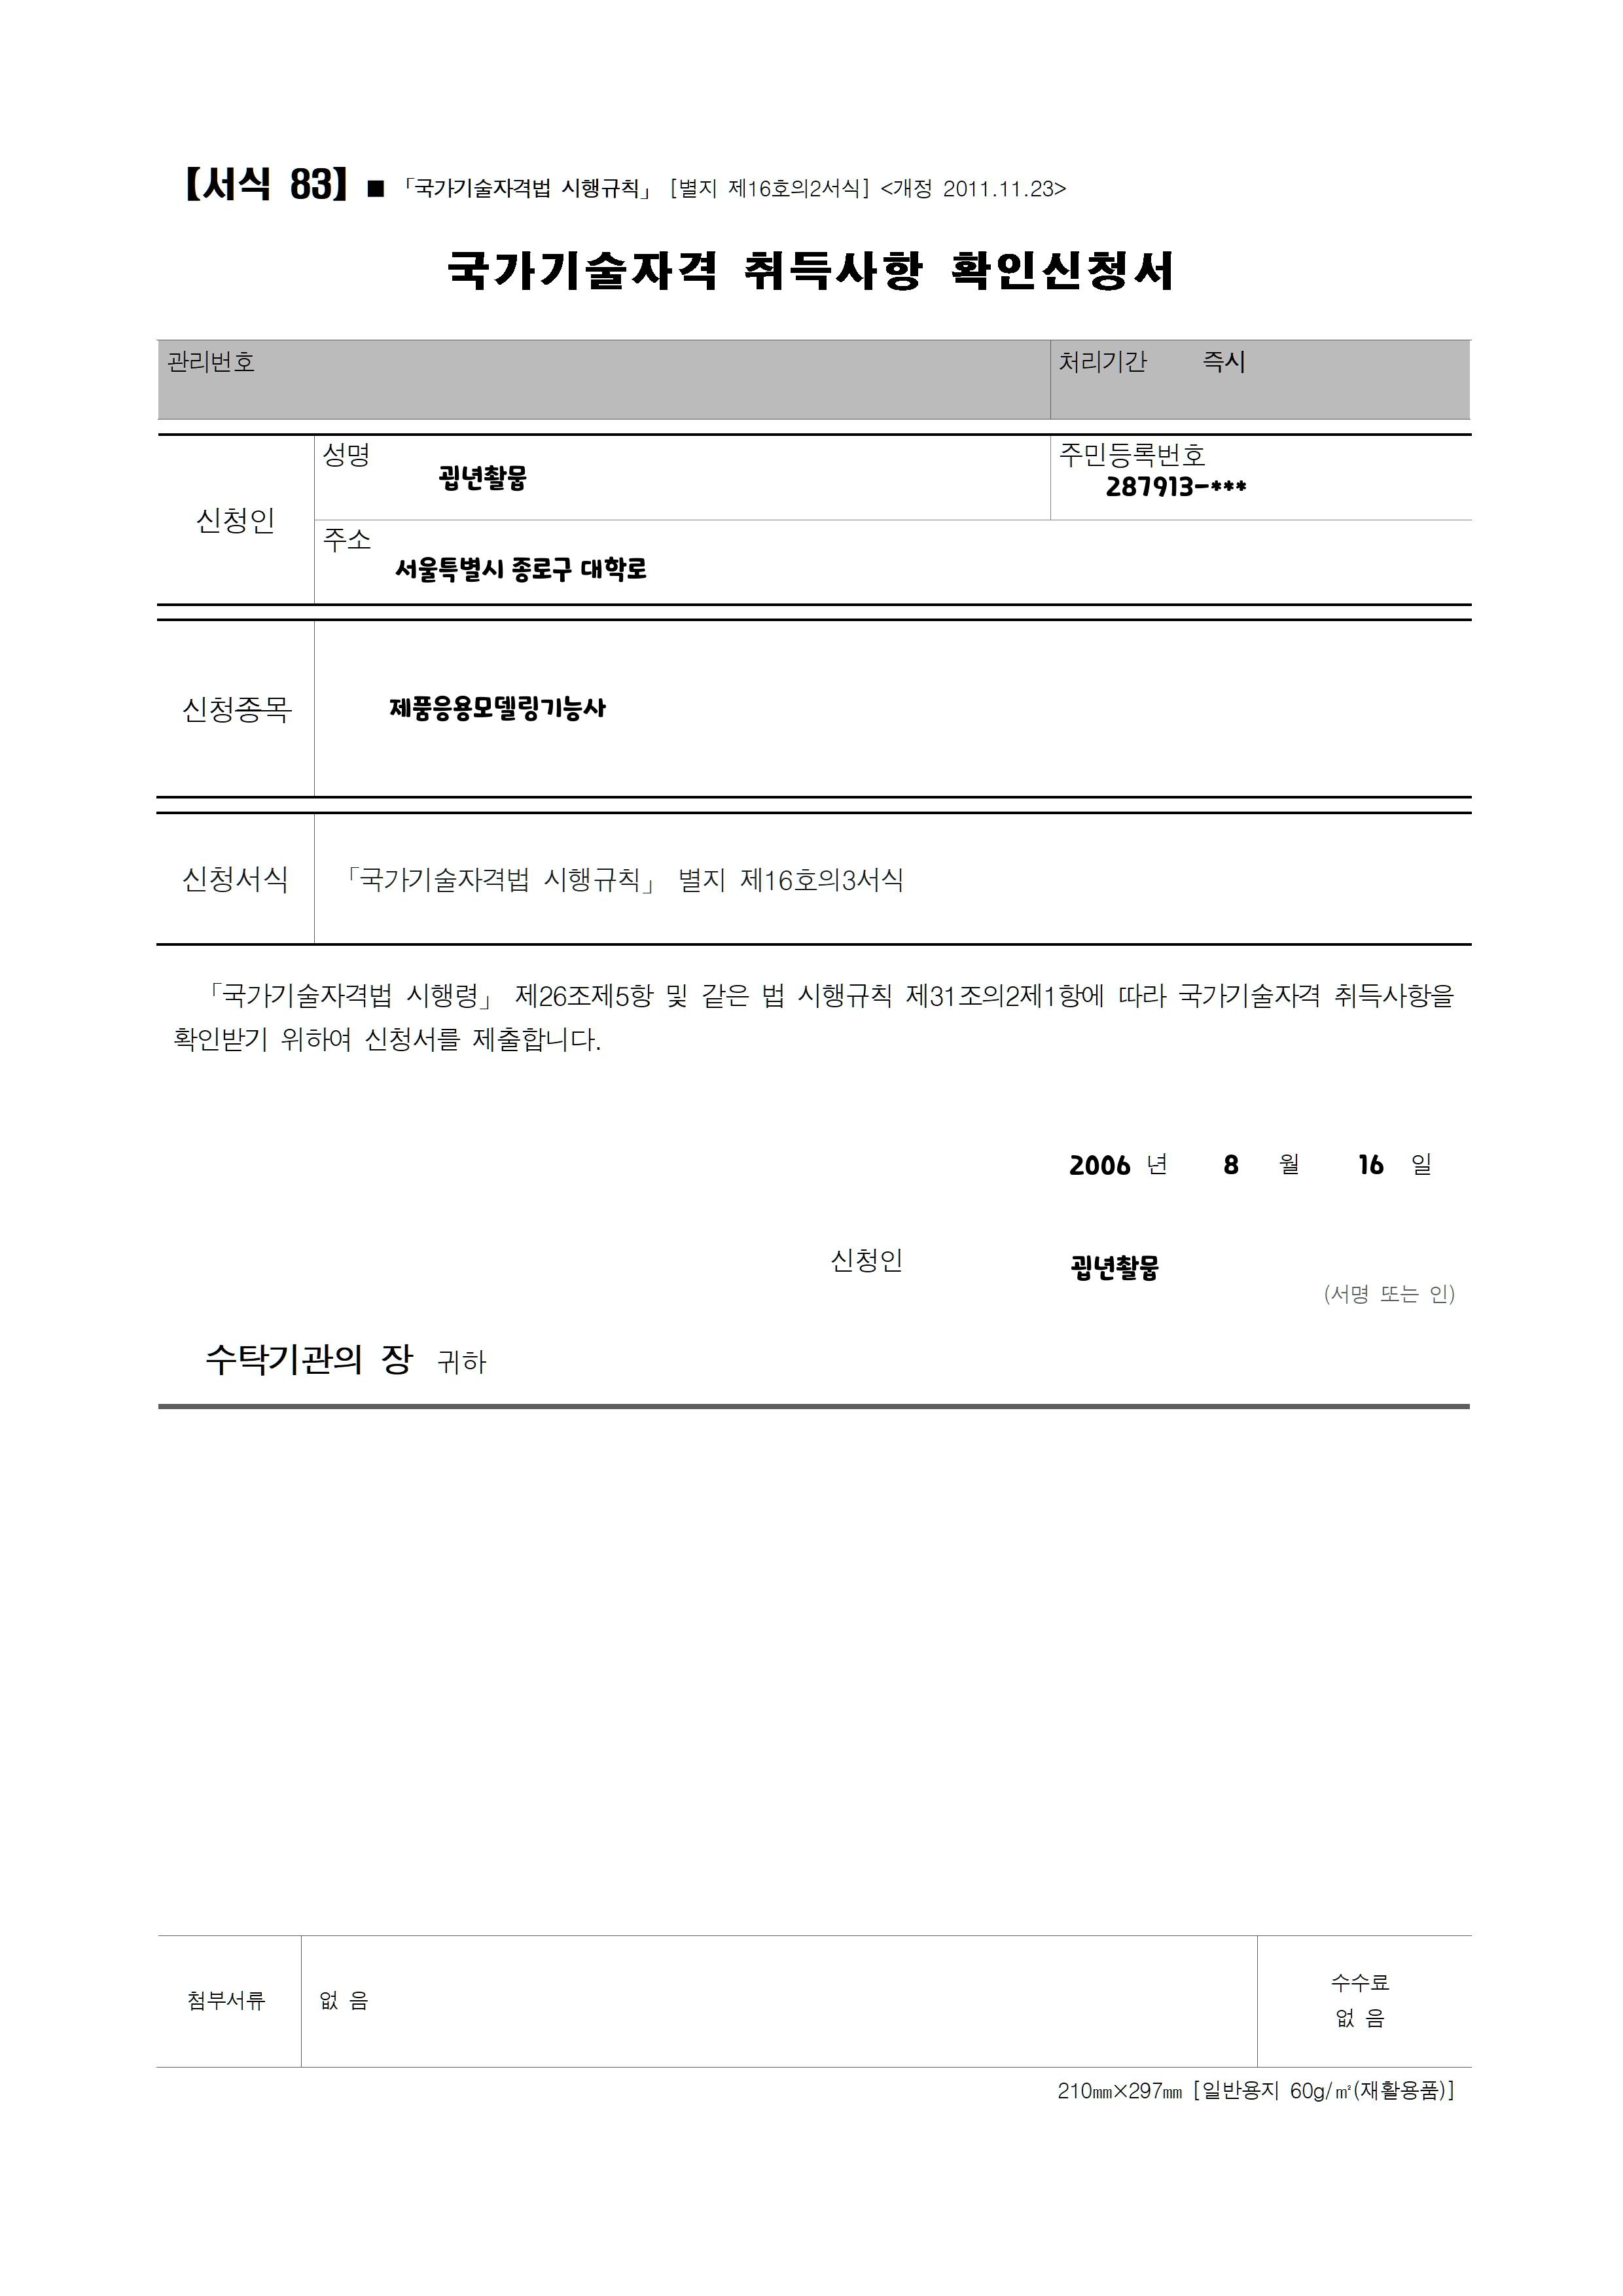 【서식 83】 ■ 「국가기술자격법 시행규칙」 [별지 제16호의2서식] <개정 2011.11.23>
국가기술자격 취득사항 확인신청서
관리번호
처리기간 즉시
신청인
성명
굅년촬뭅
주민등록번호
287913-***
주소
서울특별시 종로구 대학로
신청종목
제품응용모델링기능사
신청서식
「국가기술자격법 시행규칙」 별지 제16호의3서식
「국가기술자격법 시행령」 제26조제5항 및 같은 법 시행규칙 제31조의2제1항에 따라 국가기술자격 취득사항을
확인받기 위하여 신청서를 제출합니다.
2006 년 8 월 16 일
신청인 굅년촬뭅
(서명 또는 인)
수탁기관의 장 귀하
첨부서류
없 음
수수료
없 음
210㎜×297㎜ [일반용지 60g/㎡(재활용품)]